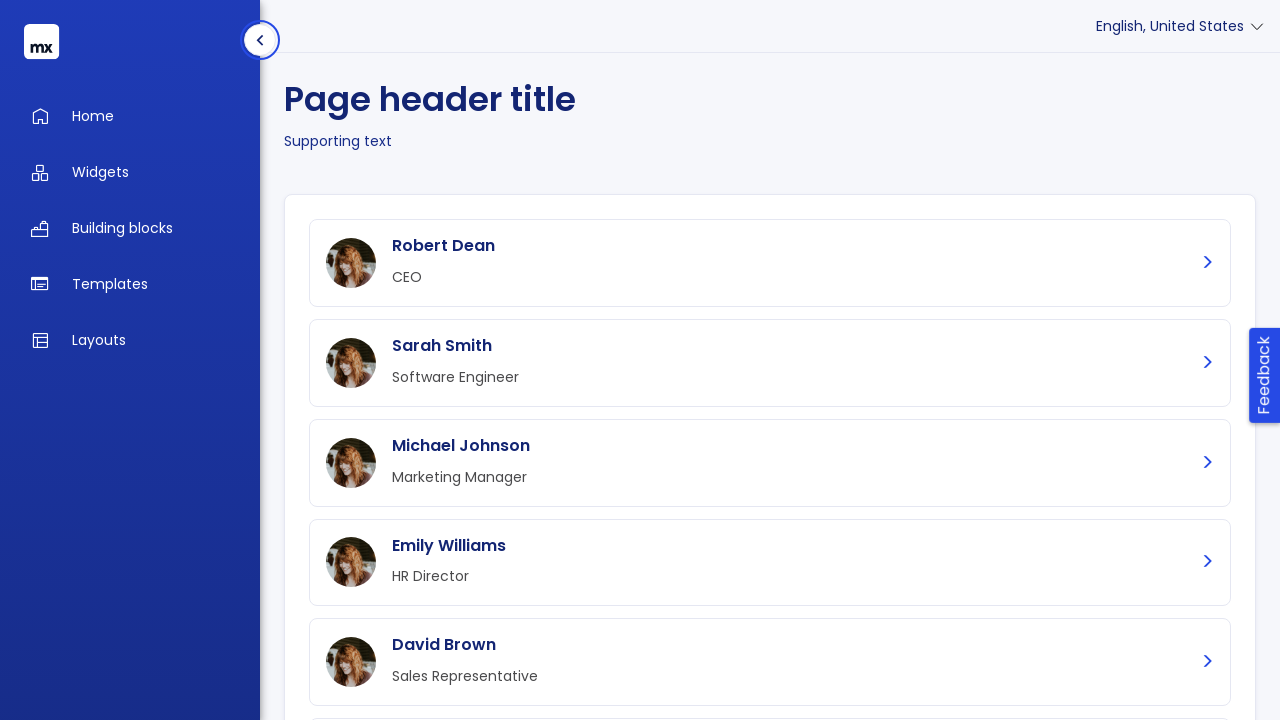 mx
English, United States
Home
Widgets
Building blocks
Templates
Layouts
Page header title
Supporting text
Robert Dean
CEO
Sarah Smith
Software Engineer
Michael Johnson
Marketing Manager
Emily Williams
HR Director
David Brown
Sales Representative
Feedback